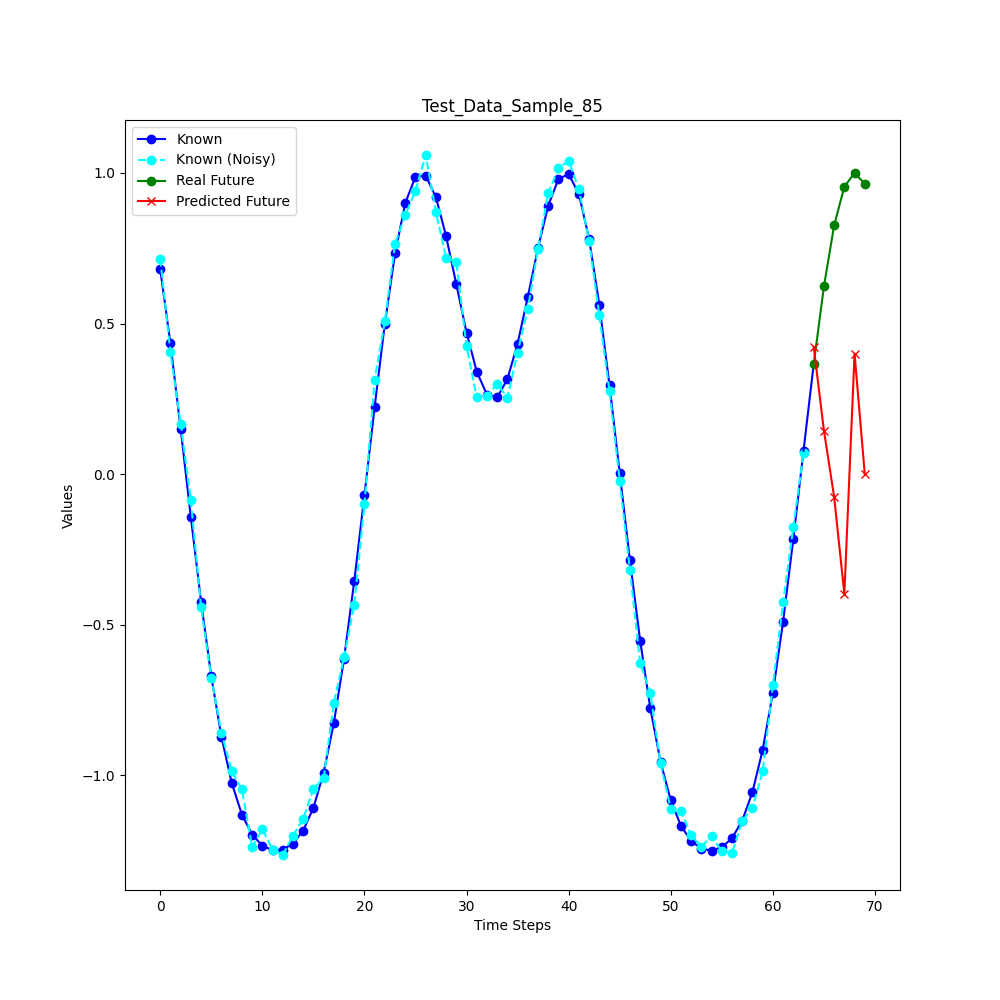 Test_Data_Sample_85
Known
Known (Noisy)
Real Future
Predicted Future
1.0
0.5
0.0
−0.5
−1.0
Values
0 10 20 30 40 50 60 70
Time Steps